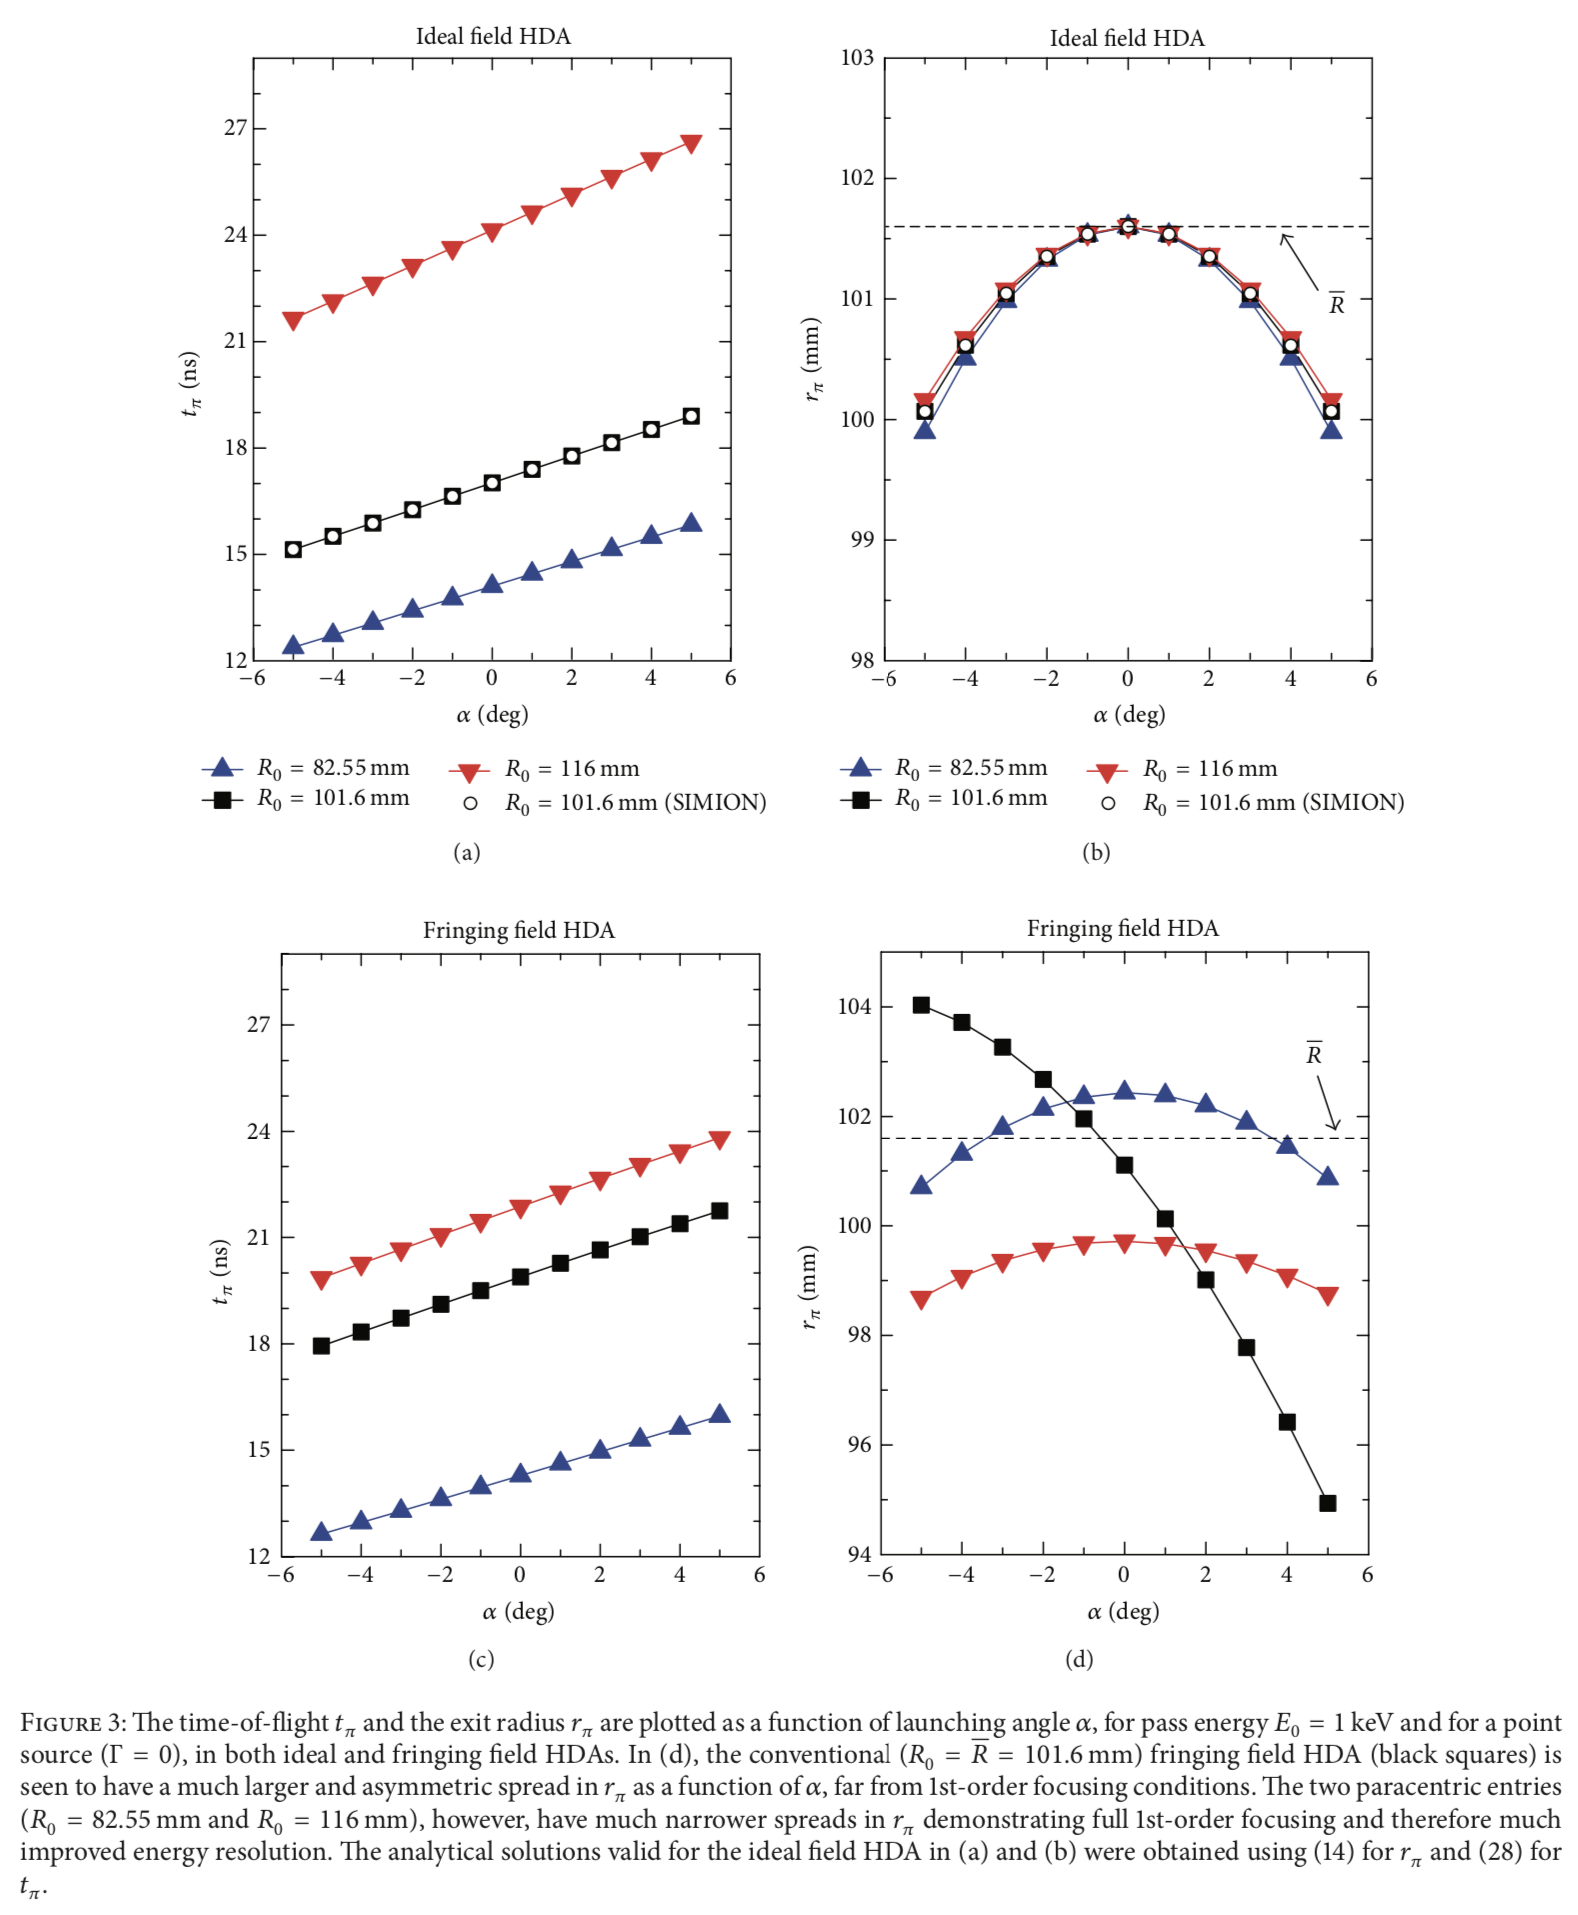 Ideal field HDA
27
24
21
18
15
12
t_π (ns)
−6 −4 −2 0 2 4 6
α (deg)
R₀ = 82.55 mm
R₀ = 116 mm
R₀ = 101.6 mm
R₀ = 101.6 mm (SIMION)
(a)
Ideal field HDA
103
102
101
100
99
98
r_π (mm)
R̅
−6 −4 −2 0 2 4 6
α (deg)
R₀ = 82.55 mm
R₀ = 116 mm
R₀ = 101.6 mm
R₀ = 101.6 mm (SIMION)
(b)
Fringing field HDA
27
24
21
18
15
12
t_π (ns)
−6 −4 −2 0 2 4 6
α (deg)
(c)
Fringing field HDA
104
102
100
98
96
94
r_π (mm)
R̅
−6 −4 −2 0 2 4 6
α (deg)
(d)
Figure 3: The time-of-flight t_π and the exit radius r_π are plotted as a function of launching angle α, for pass energy E₀ = 1 keV and for a point
source (Γ = 0), in both ideal and fringing field HDAs. In (d), the conventional (R₀ = R̅ = 101.6 mm) fringing field HDA (black squares) is
seen to have a much larger and asymmetric spread in r_π as a function of α, far from 1st-order focusing conditions. The two paracentric entries
(R₀ = 82.55 mm and R₀ = 116 mm), however, have much narrower spreads in r_π demonstrating full 1st-order focusing and therefore much
improved energy resolution. The analytical solutions valid for the ideal field HDA in (a) and (b) were obtained using (14) for r_π and (28) for
t_π.